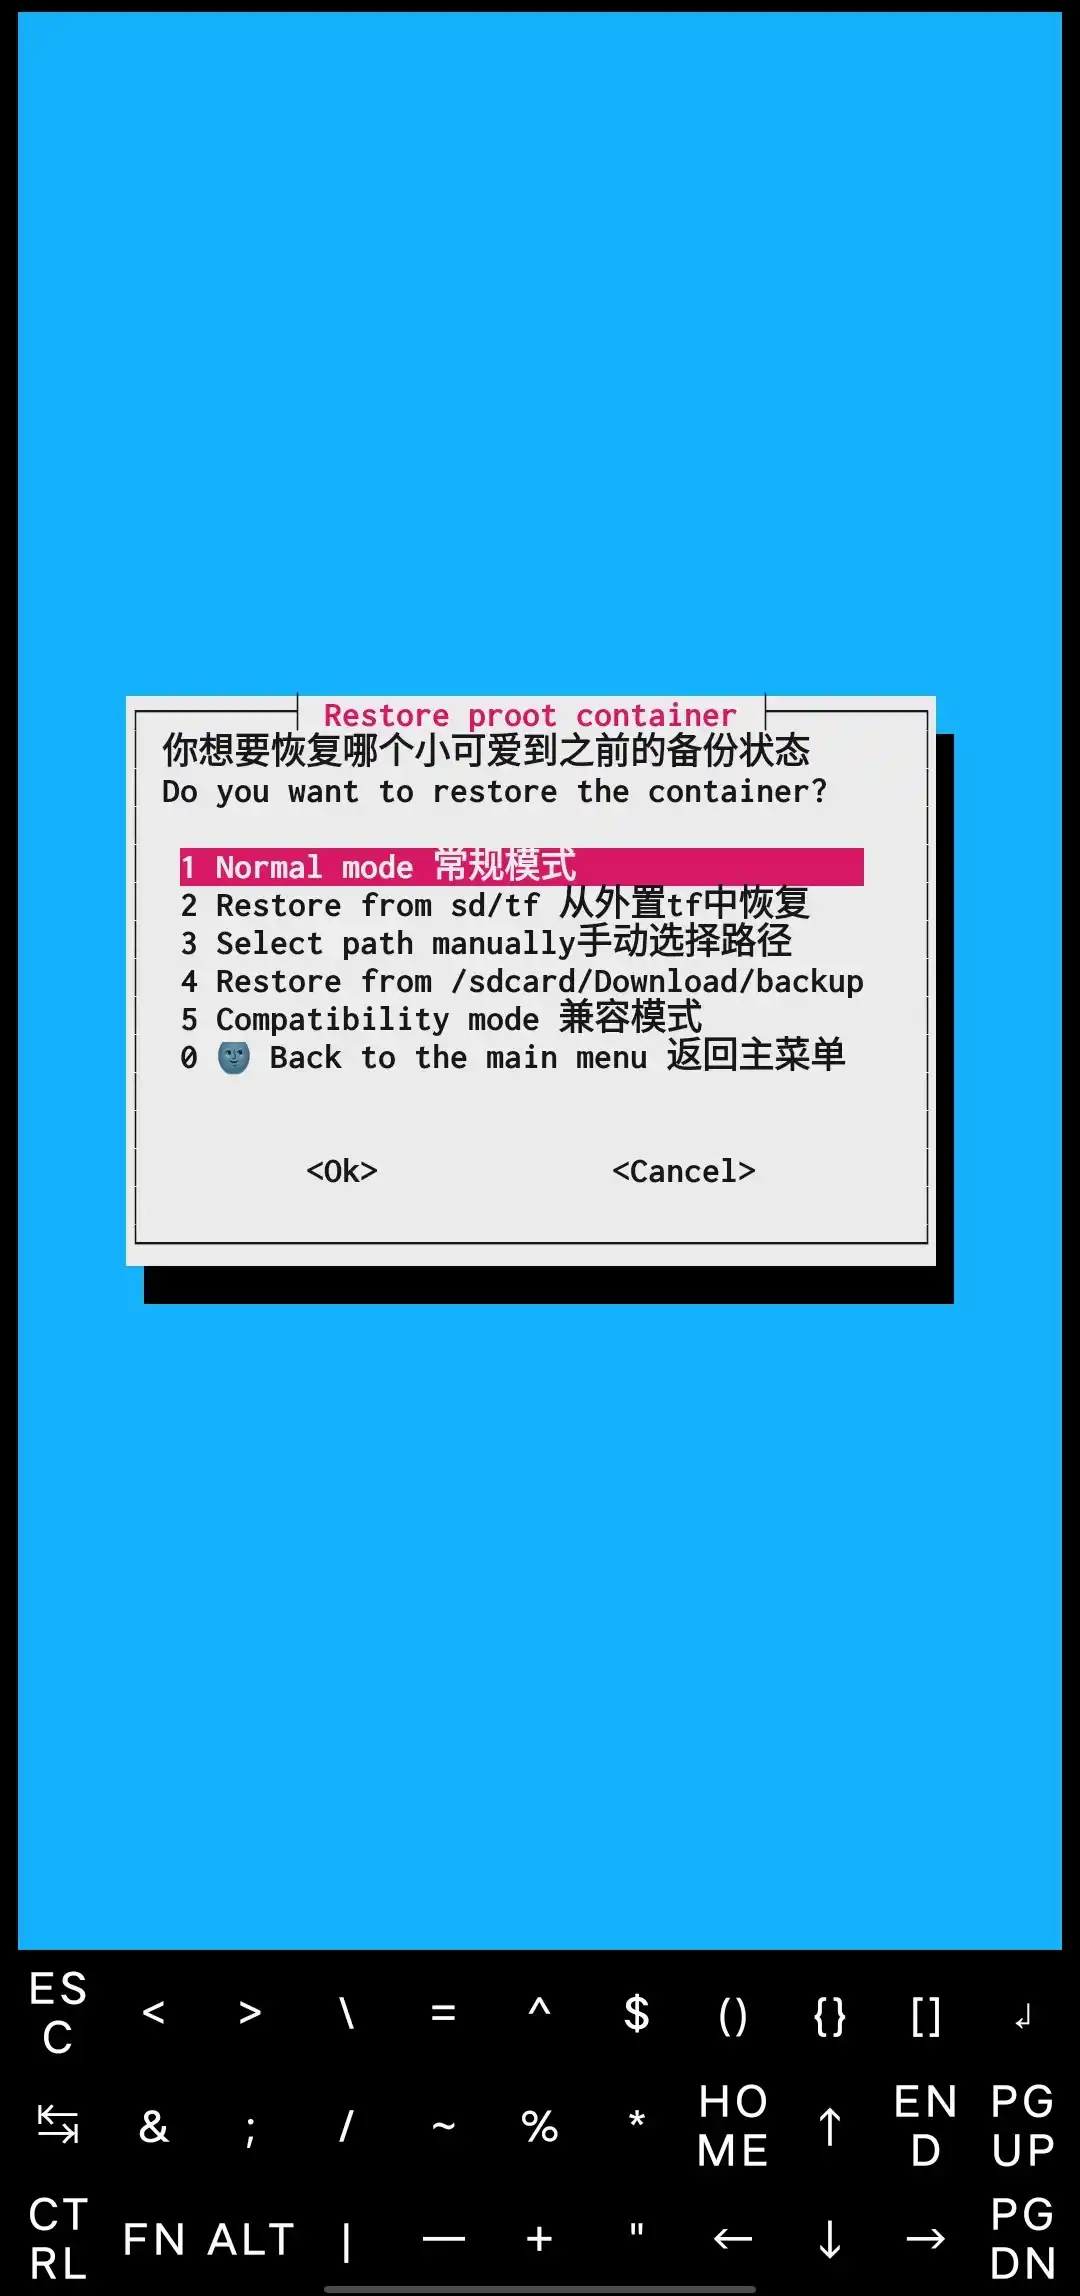 Restore proot container
你想要恢复哪个小可爱到之前的备份状态
Do you want to restore the container?
1 Normal mode 常规模式
2 Restore from sd/tf 从外置tf中恢复
3 Select path manually手动选择路径
4 Restore from /sdcard/Download/backup
5 Compatibility mode 兼容模式
0 🌚 Back to the main menu 返回主菜单
<Ok> <Cancel>
ESC < > \ = ^ $ () {} [] ↲
↹ & ; / ~ % * HOME ↑ END PGUP
CTRL FN ALT | — + " ← ↓ → PGDN